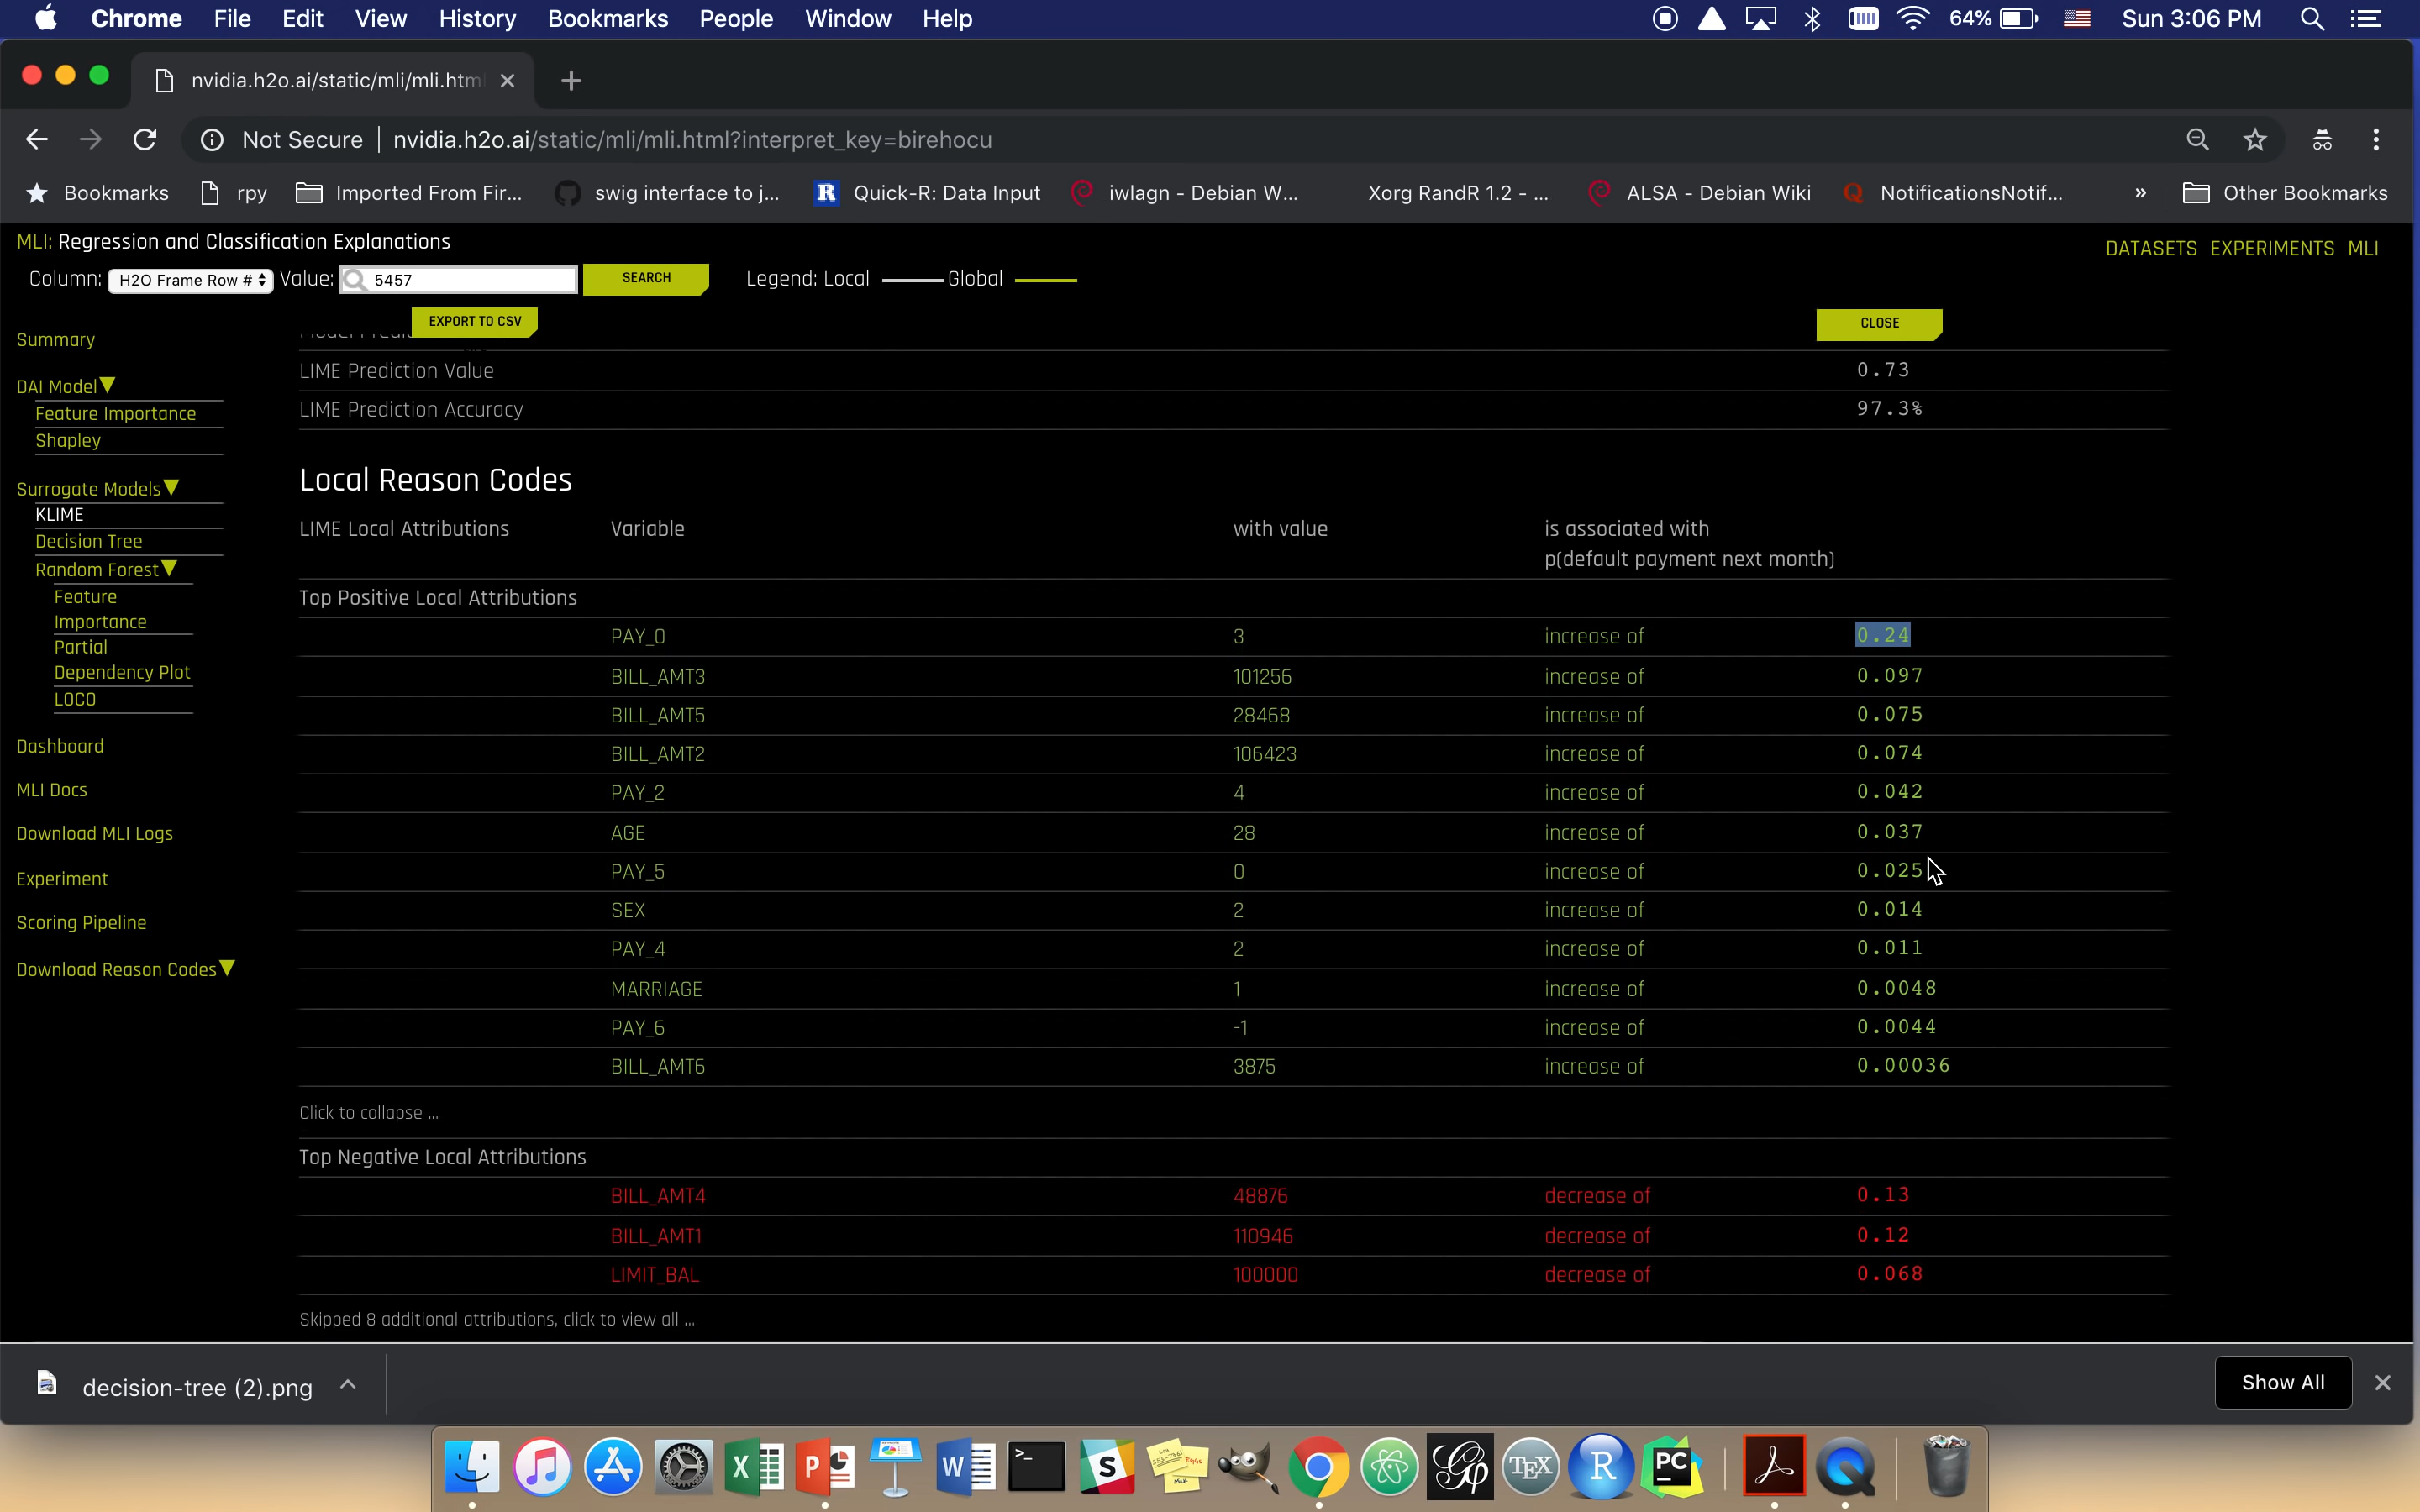 Chrome File Edit View History Bookmarks People Window Help 64% Sun 3:06 PM
nvidia.h2o.ai/static/mli/mli.htm
Not Secure nvidia.h2o.ai/static/mli/mli.html?interpret_key=birehocu
Bookmarks rpy Imported From Fir... swig interface to j... R Quick-R: Data Input iwlagn - Debian W... Xorg RandR 1.2 - ... ALSA - Debian Wiki NotificationsNotif... » Other Bookmarks
MLI: Regression and Classification Explanations
DATASETS EXPERIMENTS MLI
Column: H2O Frame Row # Value: 5457 SEARCH Legend: Local Global
EXPORT TO CSV
CLOSE
Summary
DAI Model
Feature Importance
Shapley
Surrogate Models
KLIME
Decision Tree
Random Forest
Feature
Importance
Partial
Dependency Plot
LOCO
Dashboard
MLI Docs
Download MLI Logs
Experiment
Scoring Pipeline
Download Reason Codes
LIME Prediction Value 0.73
LIME Prediction Accuracy 97.3%
Local Reason Codes
LIME Local Attributions Variable with value is associated with
p(default payment next month)
Top Positive Local Attributions
PAY_0 3 increase of 0.24
BILL_AMT3 101256 increase of 0.097
BILL_AMT5 28468 increase of 0.075
BILL_AMT2 106423 increase of 0.074
PAY_2 4 increase of 0.042
AGE 28 increase of 0.037
PAY_5 0 increase of 0.025
SEX 2 increase of 0.014
PAY_4 2 increase of 0.011
MARRIAGE 1 increase of 0.0048
PAY_6 -1 increase of 0.0044
BILL_AMT6 3875 increase of 0.00036
Click to collapse ...
Top Negative Local Attributions
BILL_AMT4 48876 decrease of 0.13
BILL_AMT1 110946 decrease of 0.12
LIMIT_BAL 100000 decrease of 0.068
Skipped 8 additional attributions, click to view all ...
decision-tree (2).png
Show All
X P W >_ S TEX R PC